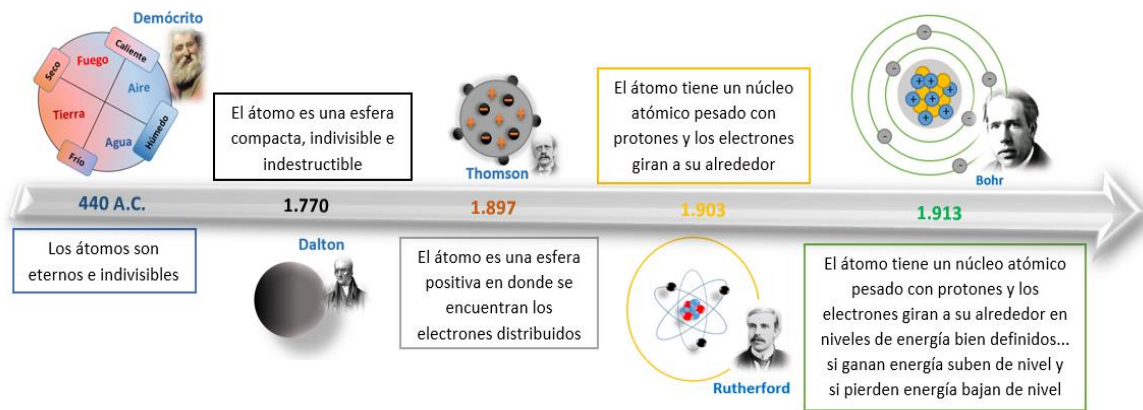 Demócrito
Seco
Caliente
Fuego
Aire
Tierra
Agua
Frío
Húmedo
440 A.C.
Los átomos son
eternos e indivisibles
El átomo es una esfera
compacta, indivisible e
indestructible
1.770
Dalton
Thomson
1.897
El átomo es una esfera
positiva en donde se
encuentran los
electrones distribuidos
El átomo tiene un núcleo
atómico pesado con
protones y los electrones
giran a su alrededor
1.903
Rutherford
Bohr
1.913
El átomo tiene un núcleo atómico
pesado con protones y los
electrones giran a su alrededor en
niveles de energía bien definidos...
si ganan energía suben de nivel y
si pierden energía bajan de nivel